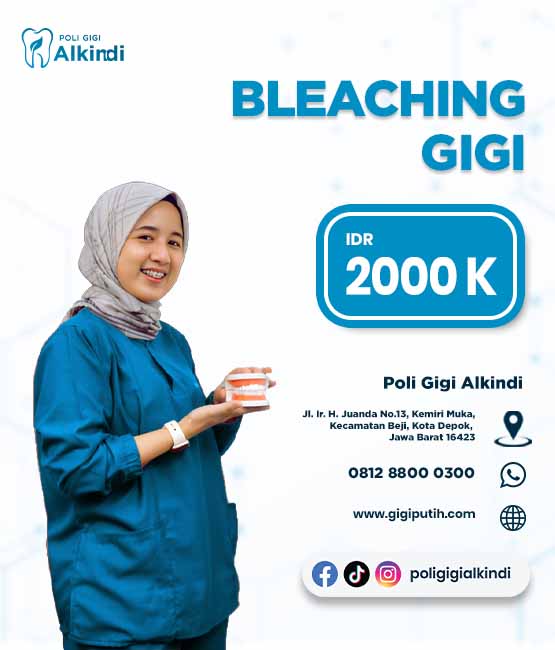 POLI GIGI
Alkindi
BLEACHING
GIGI
IDR
2000 K
Poli Gigi Alkindi
Jl. Ir. H. Juanda No.13, Kemiri Muka,
Kecamatan Beji, Kota Depok,
Jawa Barat 16423
0812 8800 0300
www.gigiputih.com
poligigialkindi